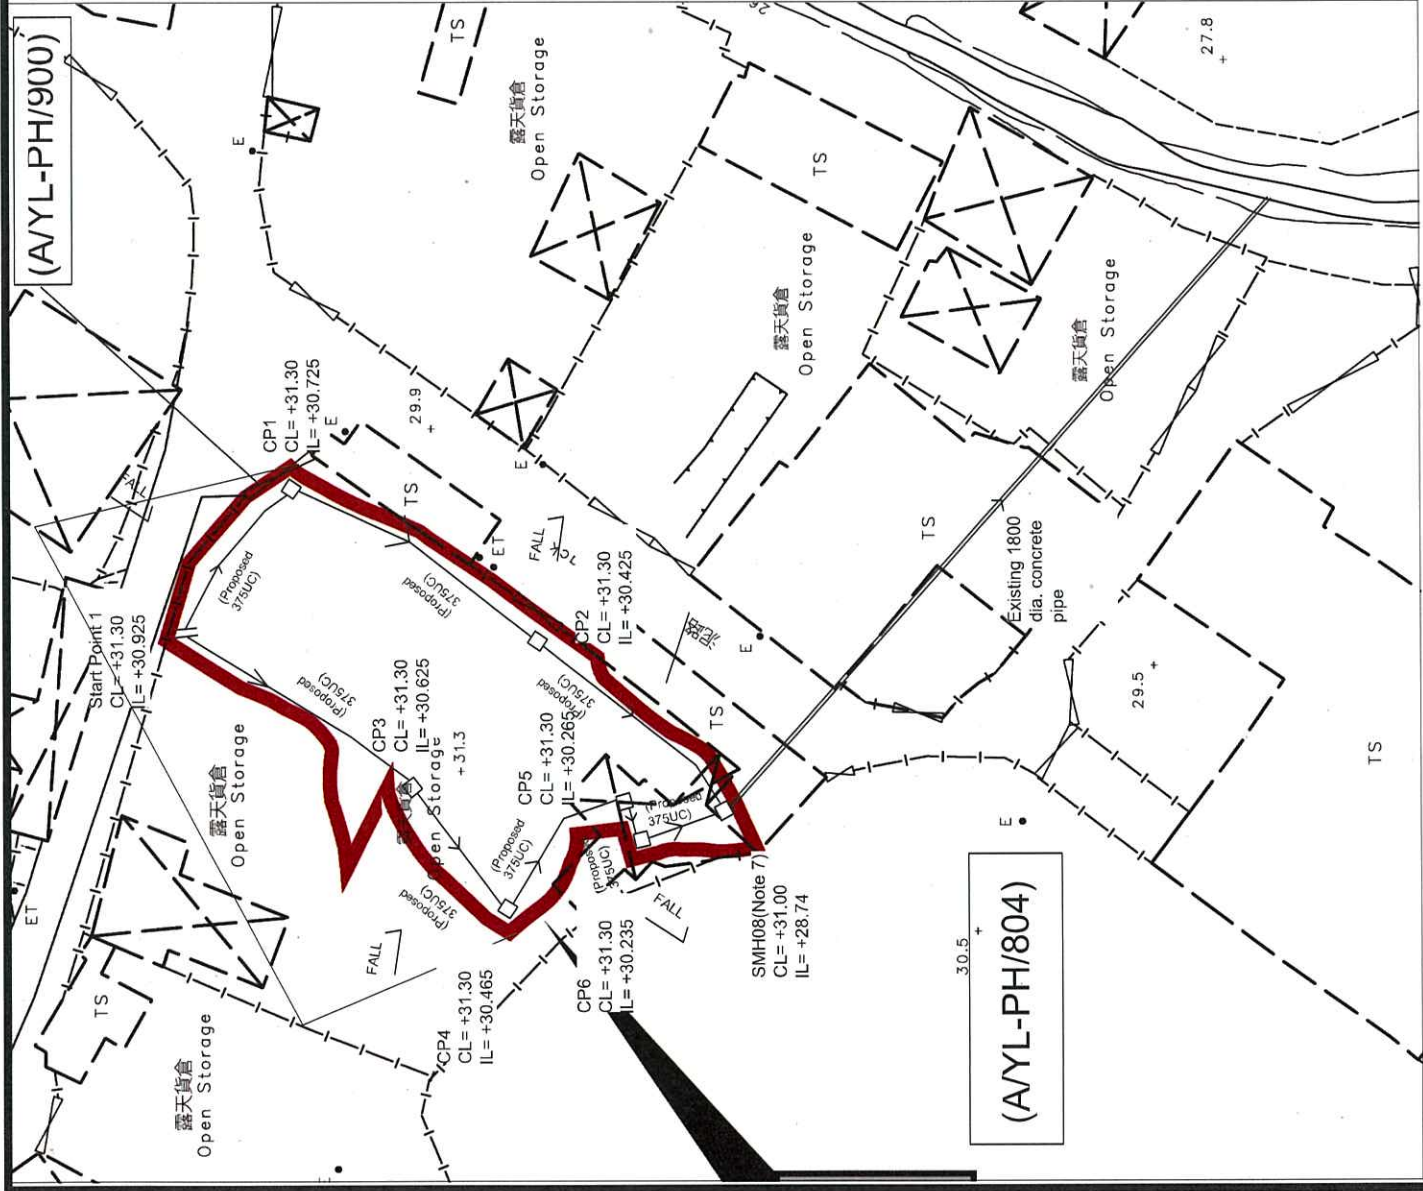 (A/YL-PH/900)
TS
露天貨倉
Open Storage
E
27.8
TS
露天貨倉
Open Storage
露天貨倉
Open Storage
CP1
CL= +31.30
IL= +30.725
E
29.9
E
FALL
TS
ET
FALL
(Proposed
375UC)
(Proposed
375UC)
Start Point 1
CL= +31.30
IL= +30.925
(Proposed
375UC)
CP2
CL= +31.30
IL= +30.425
(Proposed
375UC)
泥路
E
TS
TS
Existing 1800
dia. concrete
pipe
29.5
TS
CP3
CL= +31.30
IL= +30.625
+31.3
Open Storage
露天貨倉
Open Storage
CP5
CL= +31.30
IL= +30.265
(Proposed
375UC)
(Proposed
375UC)
(Proposed
375UC)
(Proposed
375UC)
FALL
FALL
ET
TS
露天貨倉
Open Storage
CP4
CL= +31.30
IL= +30.465
CP6
CL= +31.30
IL= +30.235
SMH08(Note 7)
CL= +31.00
IL= +28.74
E
30.5
(A/YL-PH/804)
E